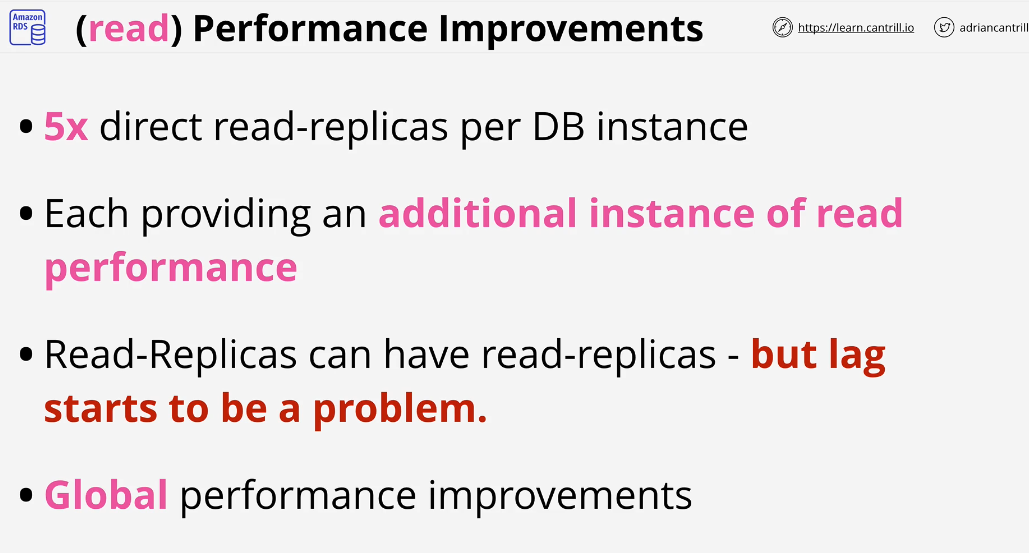 Amazon
RDS
(read) Performance Improvements
https://learn.cantrill.io
adriancantrill
• 5x direct read-replicas per DB instance
• Each providing an additional instance of read
performance
• Read-Replicas can have read-replicas - but lag
starts to be a problem.
• Global performance improvements